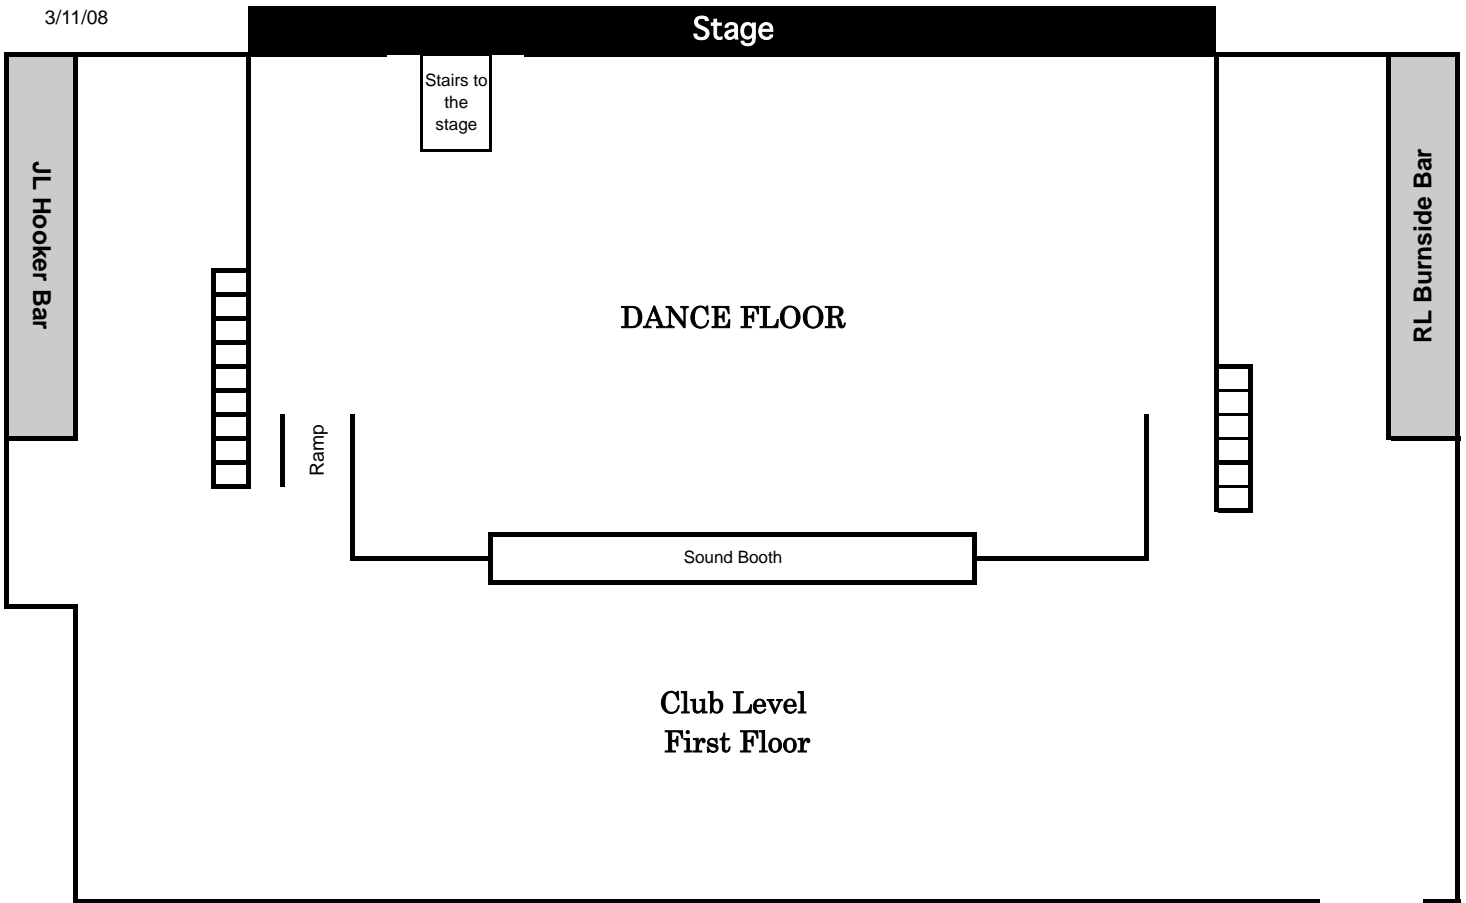 3/11/08
Stage
Stairs to
the
stage
JL Hooker Bar
RL Burnside Bar
DANCE FLOOR
Ramp
Sound Booth
Club Level
First Floor